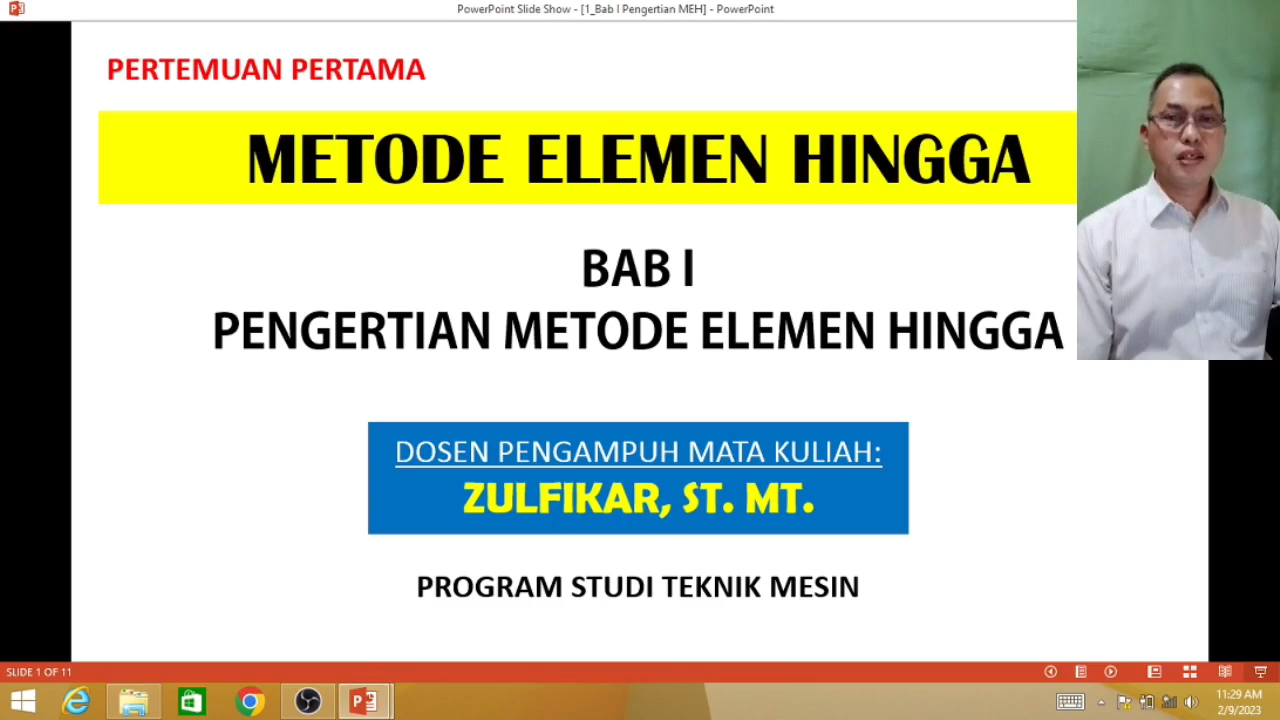 PowerPoint Slide Show - [1_Bab I Pengertian MEH] - PowerPoint
PERTEMUAN PERTAMA
METODE ELEMEN HINGGA
BAB I
PENGERTIAN METODE ELEMEN HINGGA
DOSEN PENGAMPUH MATA KULIAH:
ZULFIKAR, ST. MT.
PROGRAM STUDI TEKNIK MESIN
SLIDE 1 OF 11
11:29 AM
2/9/2023